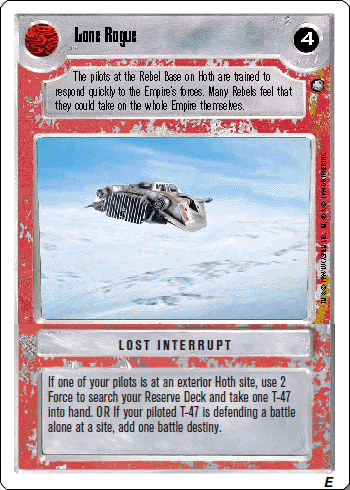 Lone Rogue
4
The pilots at the Rebel Base on Hoth are trained to
respond quickly to the Empire's forces. Many Rebels feel that
they could take on the whole Empire themselves.
LOST INTERRUPT
If one of your pilots is at an exterior Hoth site, use 2
Force to search your Reserve Deck and take one T-47
into hand. OR If your piloted T-47 is defending a battle
alone at a site, add one battle destiny.
E